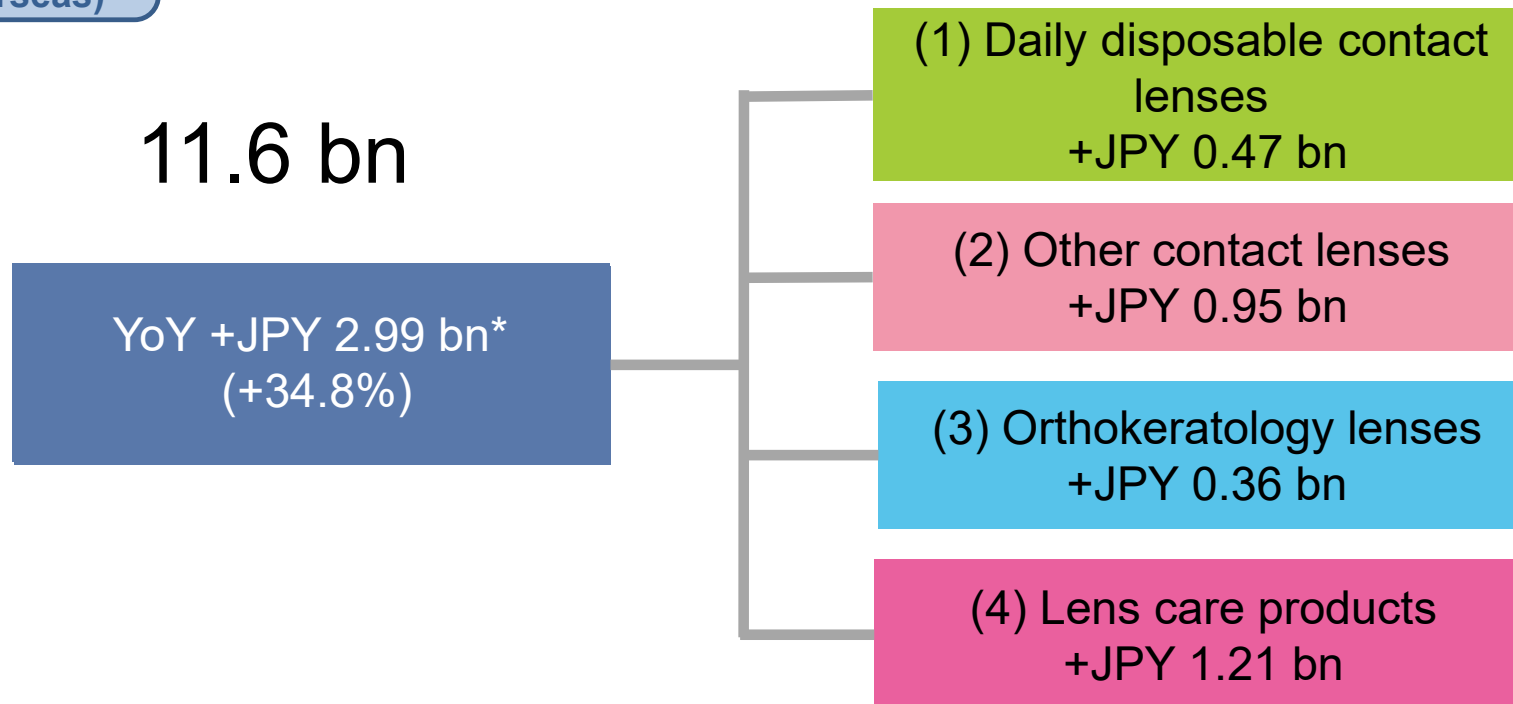 11.6 bn
YoY +JPY 2.99 bn*
(+34.8%)
(1) Daily disposable contact
lenses
+JPY 0.47 bn
(2) Other contact lenses
+JPY 0.95 bn
(3) Orthokeratology lenses
+JPY 0.36 bn
(4) Lens care products
+JPY 1.21 bn